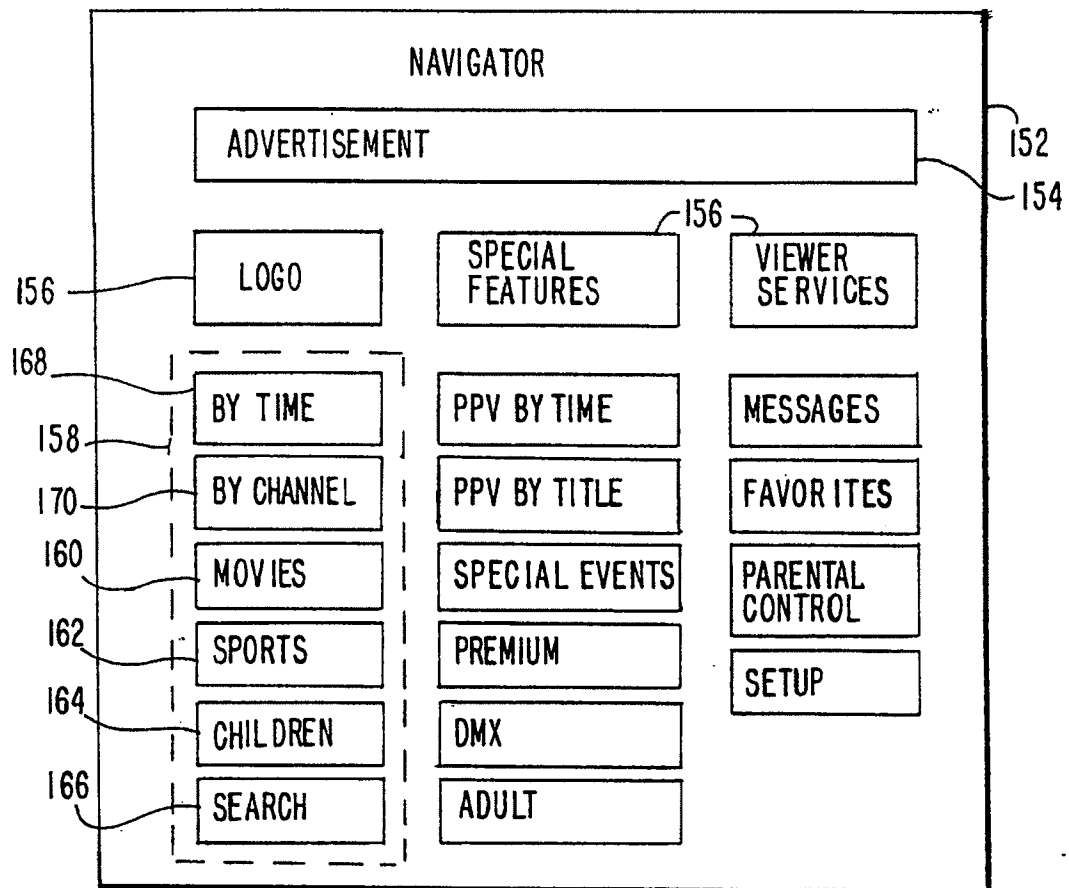 NAVIGATOR
ADVERTISEMENT
152
154
156
156
LOGO
SPECIAL
FEATURES
VIEWER
SERVICES
168
158
170
160
162
164
166
BY TIME
BY CHANNEL
MOVIES
SPORTS
CHILDREN
SEARCH
PPV BY TIME
PPV BY TITLE
SPECIAL EVENTS
PREMIUM
DMX
ADULT
MESSAGES
FAVORITES
PARENTAL
CONTROL
SETUP